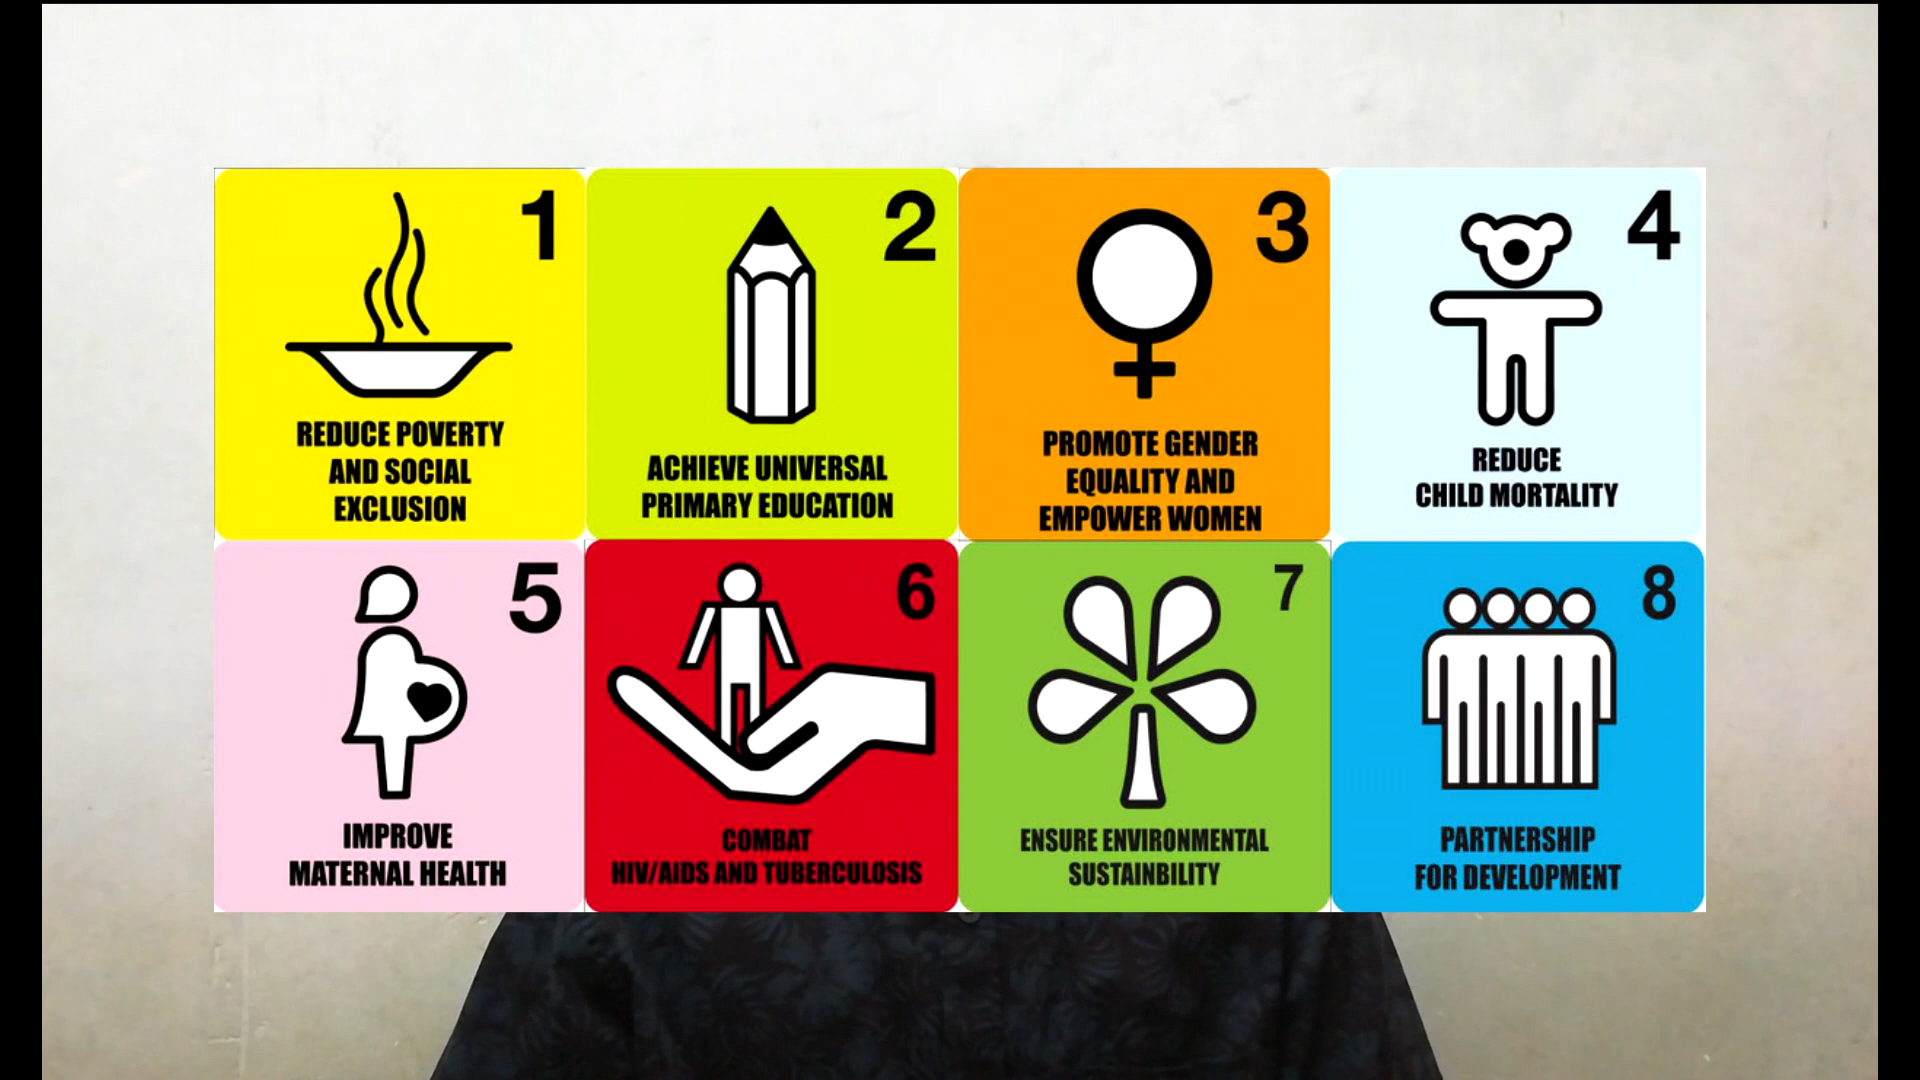 1
REDUCE POVERTY
AND SOCIAL
EXCLUSION
2
ACHIEVE UNIVERSAL
PRIMARY EDUCATION
3
PROMOTE GENDER
EQUALITY AND
EMPOWER WOMEN
4
REDUCE
CHILD MORTALITY
5
IMPROVE
MATERNAL HEALTH
6
COMBAT
HIV/AIDS AND TUBERCULOSIS
7
ENSURE ENVIRONMENTAL
SUSTAINBILITY
8
PARTNERSHIP
FOR DEVELOPMENT